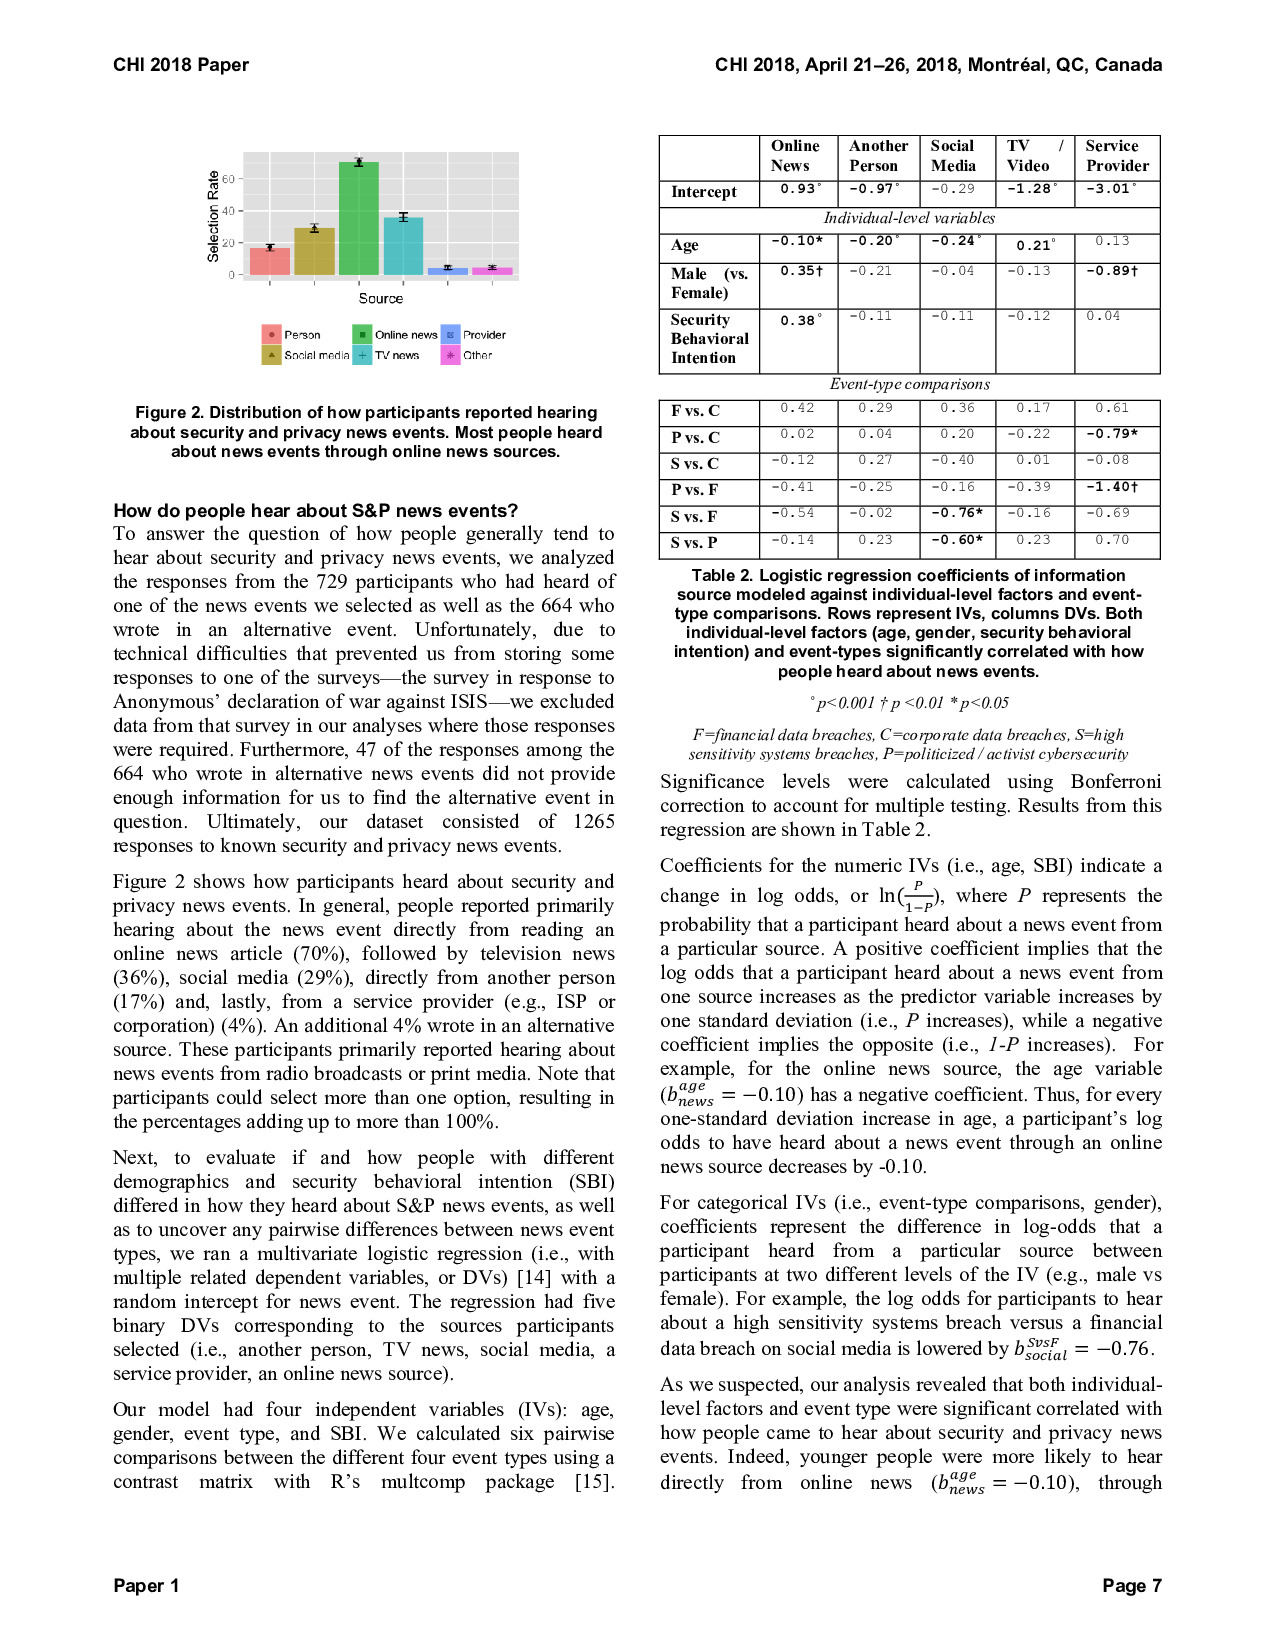 CHI 2018 Paper
CHI 2018, April 21–26, 2018, Montréal, QC, Canada
Selection Rate
60
40
20
0
Source
Person
Online news
Provider
Social media
TV news
Other
Figure 2. Distribution of how participants reported hearing
about security and privacy news events. Most people heard
about news events through online news sources.
How do people hear about S&P news events?
To answer the question of how people generally tend to
hear about security and privacy news events, we analyzed
the responses from the 729 participants who had heard of
one of the news events we selected as well as the 664 who
wrote in an alternative event. Unfortunately, due to
technical difficulties that prevented us from storing some
responses to one of the surveys—the survey in response to
Anonymous’ declaration of war against ISIS—we excluded
data from that survey in our analyses where those responses
were required. Furthermore, 47 of the responses among the
664 who wrote in alternative news events did not provide
enough information for us to find the alternative event in
question. Ultimately, our dataset consisted of 1265
responses to known security and privacy news events.
Figure 2 shows how participants heard about security and
privacy news events. In general, people reported primarily
hearing about the news event directly from reading an
online news article (70%), followed by television news
(36%), social media (29%), directly from another person
(17%) and, lastly, from a service provider (e.g., ISP or
corporation) (4%). An additional 4% wrote in an alternative
source. These participants primarily reported hearing about
news events from radio broadcasts or print media. Note that
participants could select more than one option, resulting in
the percentages adding up to more than 100%.
Next, to evaluate if and how people with different
demographics and security behavioral intention (SBI)
differed in how they heard about S&P news events, as well
as to uncover any pairwise differences between news event
types, we ran a multivariate logistic regression (i.e., with
multiple related dependent variables, or DVs) [14] with a
random intercept for news event. The regression had five
binary DVs corresponding to the sources participants
selected (i.e., another person, TV news, social media, a
service provider, an online news source).
Our model had four independent variables (IVs): age,
gender, event type, and SBI. We calculated six pairwise
comparisons between the different four event types using a
contrast matrix with R’s multcomp package [15].
Online News Another Person Social Media TV / Video Service Provider
Intercept 0.93° -0.97° -0.29 -1.28° -3.01°
Individual-level variables
Age -0.10* -0.20° -0.24° 0.21° 0.13
Male (vs. Female) 0.35† -0.21 -0.04 -0.13 -0.89†
Security Behavioral Intention 0.38° -0.11 -0.11 -0.12 0.04
Event-type comparisons
F vs. C 0.42 0.29 0.36 0.17 0.61
P vs. C 0.02 0.04 0.20 -0.22 -0.79*
S vs. C -0.12 0.27 -0.40 0.01 -0.08
P vs. F -0.41 -0.25 -0.16 -0.39 -1.40†
S vs. F -0.54 -0.02 -0.76* -0.16 -0.69
S vs. P -0.14 0.23 -0.60* 0.23 0.70
Table 2. Logistic regression coefficients of information
source modeled against individual-level factors and event-
type comparisons. Rows represent IVs, columns DVs. Both
individual-level factors (age, gender, security behavioral
intention) and event-types significantly correlated with how
people heard about news events.
° p<0.001 † p <0.01 * p<0.05
F=financial data breaches, C=corporate data breaches, S=high
sensitivity systems breaches, P=politicized / activist cybersecurity
Significance levels were calculated using Bonferroni
correction to account for multiple testing. Results from this
regression are shown in Table 2.
Coefficients for the numeric IVs (i.e., age, SBI) indicate a
change in log odds, or ln(P/(1−P)), where P represents the
probability that a participant heard about a news event from
a particular source. A positive coefficient implies that the
log odds that a participant heard about a news event from
one source increases as the predictor variable increases by
one standard deviation (i.e., P increases), while a negative
coefficient implies the opposite (i.e., 1-P increases). For
example, for the online news source, the age variable
(b_news^age = −0.10) has a negative coefficient. Thus, for every
one-standard deviation increase in age, a participant’s log
odds to have heard about a news event through an online
news source decreases by -0.10.
For categorical IVs (i.e., event-type comparisons, gender),
coefficients represent the difference in log-odds that a
participant heard from a particular source between
participants at two different levels of the IV (e.g., male vs
female). For example, the log odds for participants to hear
about a high sensitivity systems breach versus a financial
data breach on social media is lowered by b_social^SvsF = −0.76.
As we suspected, our analysis revealed that both individual-
level factors and event type were significant correlated with
how people came to hear about security and privacy news
events. Indeed, younger people were more likely to hear
directly from online news (b_news^age = −0.10), through
Paper 1
Page 7